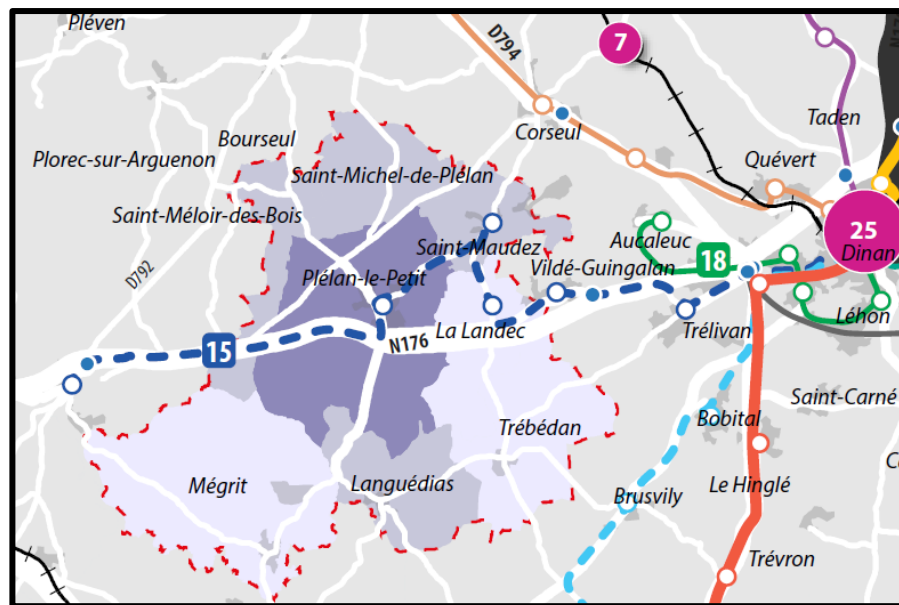 Pléven
D794
7
N17
Taden
Corseul
Bourseul
Plorec-sur-Arguenon
Quévert
Saint-Michel-de-Plélan
Saint-Méloir-des-Bois
25
Dinan
Aucaleuc
Saint-Maudez
18
Vildé-Guingalan
Plélan-le-Petit
D792
Léhon
La Landec
Trélivan
N176
15
Saint-Carné
Bobital
Trébédan
Ca
Mégrit
Languédias
Le Hinglé
Brusvily
Trévron